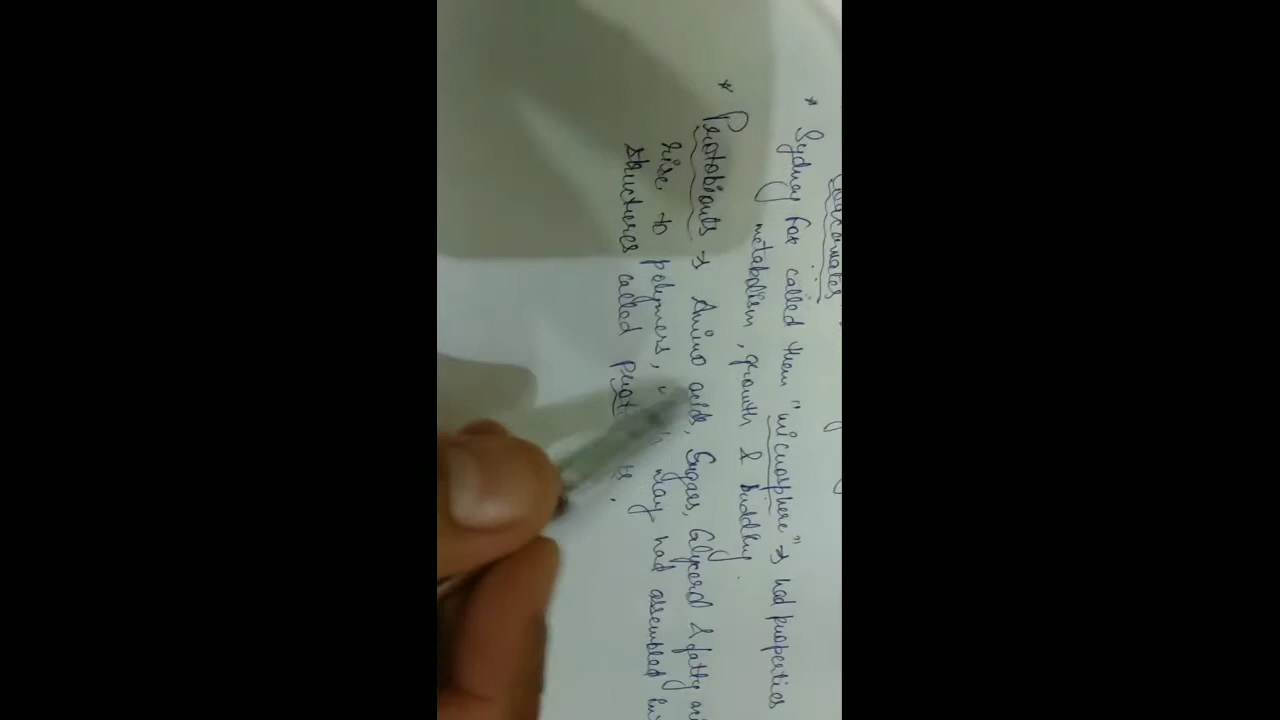 Coacervates
* Sydney Fox called them "microsphere" → had properties
metabolism, growth & budding.
* Protobionts → Amino acids, Sugars, Glycerol & fatty
rise to polymers, may had assembled
structures called